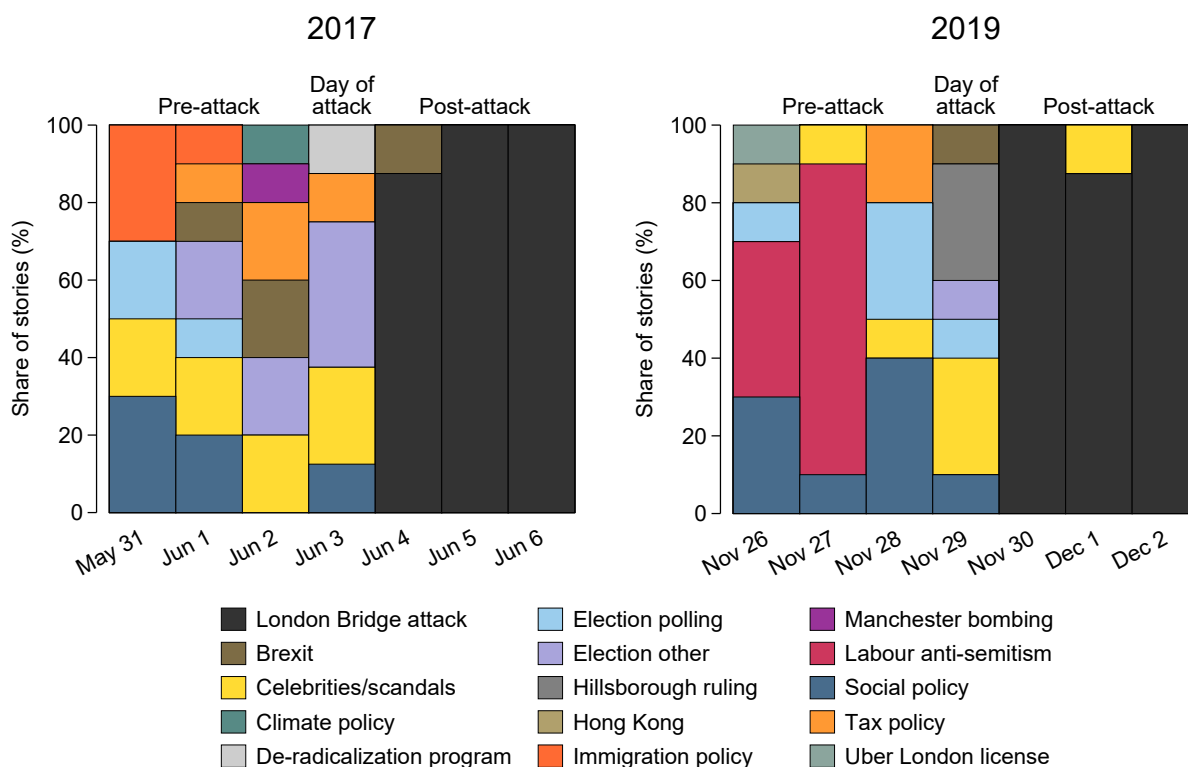 2017
Pre-attack
Day of
attack
Post-attack
Share of stories (%)
100
80
60
40
20
0
May 31
Jun 1
Jun 2
Jun 3
Jun 4
Jun 5
Jun 6
2019
Pre-attack
Day of
attack
Post-attack
Share of stories (%)
100
80
60
40
20
0
Nov 26
Nov 27
Nov 28
Nov 29
Nov 30
Dec 1
Dec 2
London Bridge attack
Brexit
Celebrities/scandals
Climate policy
De-radicalization program
Election polling
Election other
Hillsborough ruling
Hong Kong
Immigration policy
Manchester bombing
Labour anti-semitism
Social policy
Tax policy
Uber London license